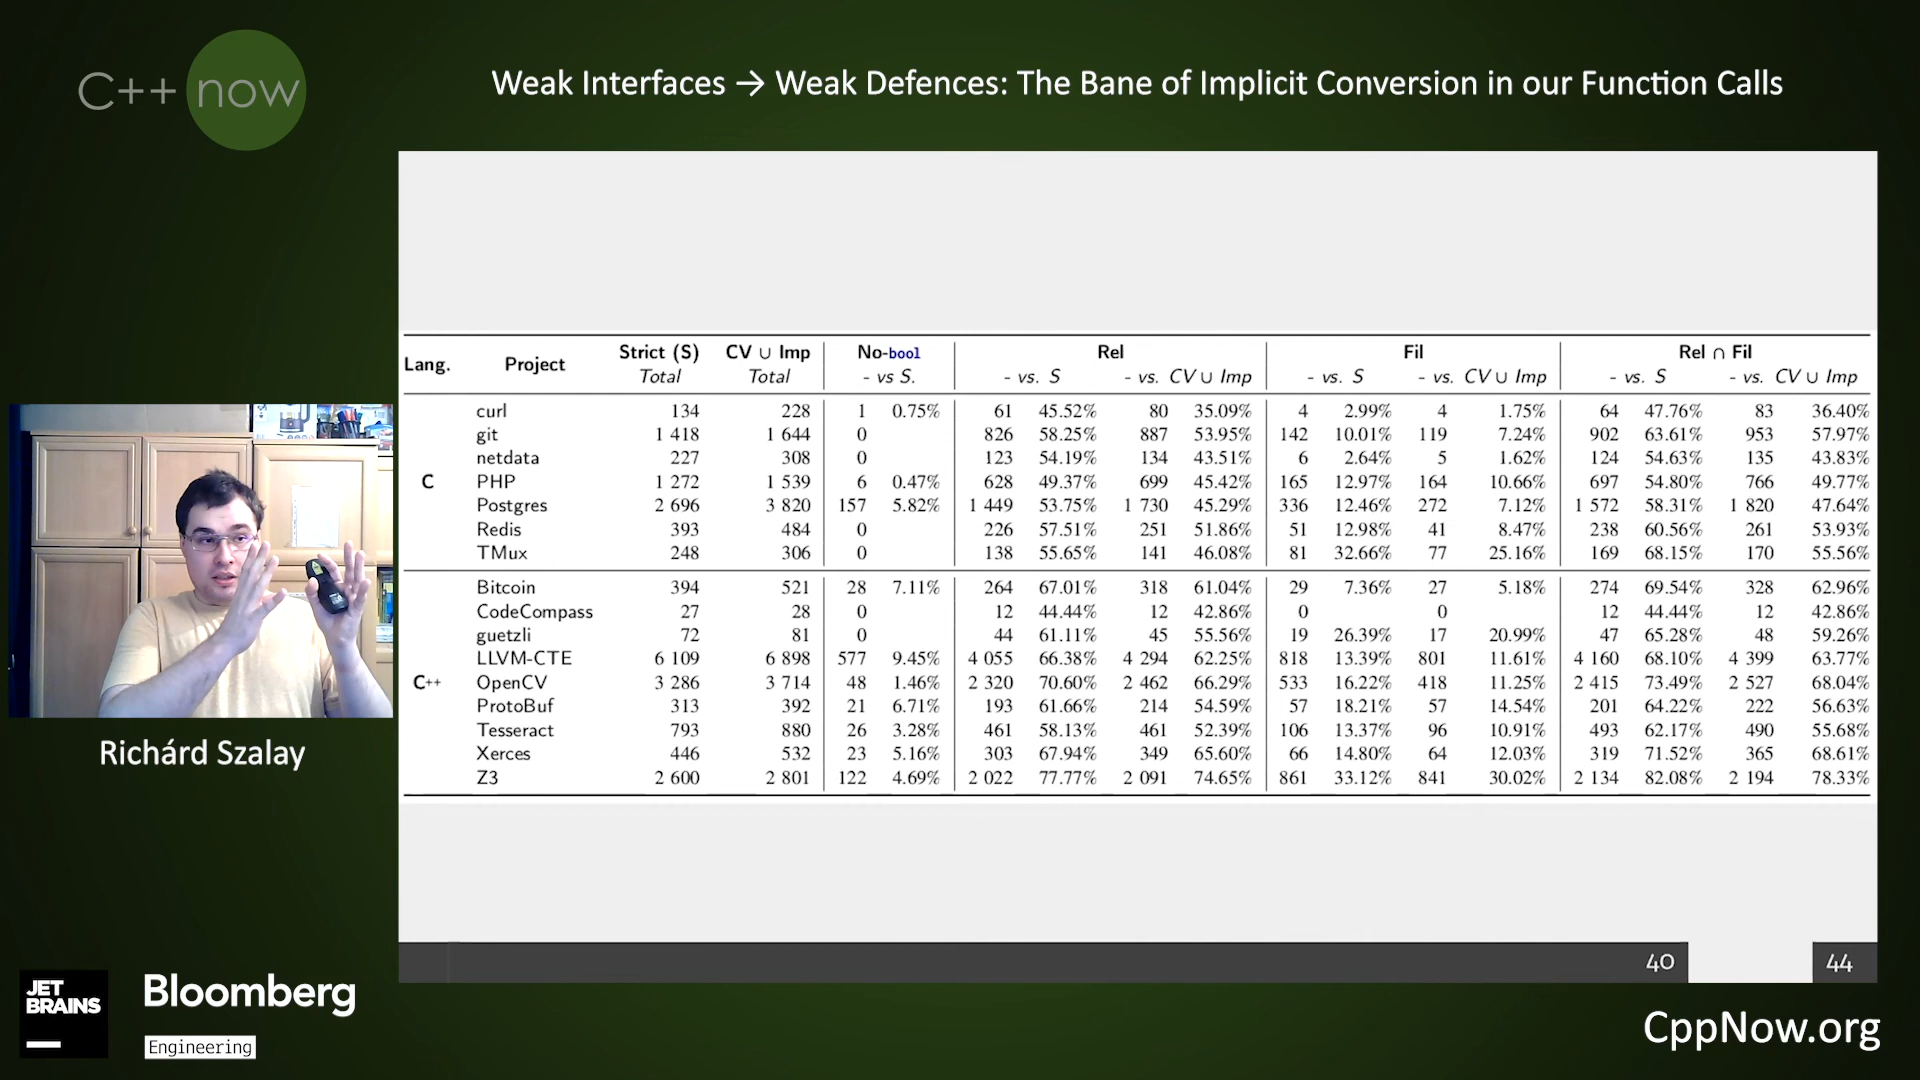 C++ now
Weak Interfaces → Weak Defences: The Bane of Implicit Conversion in our Function Calls
Lang. Project Strict (S) CV ∪ Imp No-bool Rel Fil Rel ∩ Fil
Total Total - vs S. - vs. S - vs. CV ∪ Imp - vs. S - vs. CV ∪ Imp - vs. S - vs. CV ∪ Imp
curl 134 228 1 0.75% 61 45.52% 80 35.09% 4 2.99% 4 1.75% 64 47.76% 83 36.40%
git 1 418 1 644 0 826 58.25% 887 53.95% 142 10.01% 119 7.24% 902 63.61% 953 57.97%
netdata 227 308 0 123 54.19% 134 43.51% 6 2.64% 5 1.62% 124 54.63% 135 43.83%
C PHP 1 272 1 539 6 0.47% 628 49.37% 699 45.42% 165 12.97% 164 10.66% 697 54.80% 766 49.77%
Postgres 2 696 3 820 157 5.82% 1 449 53.75% 1 730 45.29% 336 12.46% 272 7.12% 1 572 58.31% 1 820 47.64%
Redis 393 484 0 226 57.51% 251 51.86% 51 12.98% 41 8.47% 238 60.56% 261 53.93%
TMux 248 306 0 138 55.65% 141 46.08% 81 32.66% 77 25.16% 169 68.15% 170 55.56%
Bitcoin 394 521 28 7.11% 264 67.01% 318 61.04% 29 7.36% 27 5.18% 274 69.54% 328 62.96%
CodeCompass 27 28 0 12 44.44% 12 42.86% 0 0 12 44.44% 12 42.86%
guetzli 72 81 0 44 61.11% 45 55.56% 19 26.39% 17 20.99% 47 65.28% 48 59.26%
LLVM-CTE 6 109 6 898 577 9.45% 4 055 66.38% 4 294 62.25% 818 13.39% 801 11.61% 4 160 68.10% 4 399 63.77%
C++ OpenCV 3 286 3 714 48 1.46% 2 320 70.60% 2 462 66.29% 533 16.22% 418 11.25% 2 415 73.49% 2 527 68.04%
ProtoBuf 313 392 21 6.71% 193 61.66% 214 54.59% 57 18.21% 57 14.54% 201 64.22% 222 56.63%
Tesseract 793 880 26 3.28% 461 58.13% 461 52.39% 106 13.37% 96 10.91% 493 62.17% 490 55.68%
Xerces 446 532 23 5.16% 303 67.94% 349 65.60% 66 14.80% 64 12.03% 319 71.52% 365 68.61%
Z3 2 600 2 801 122 4.69% 2 022 77.77% 2 091 74.65% 861 33.12% 841 30.02% 2 134 82.08% 2 194 78.33%
Richárd Szalay
40 44
JET
BRAINS
Bloomberg
Engineering
CppNow.org